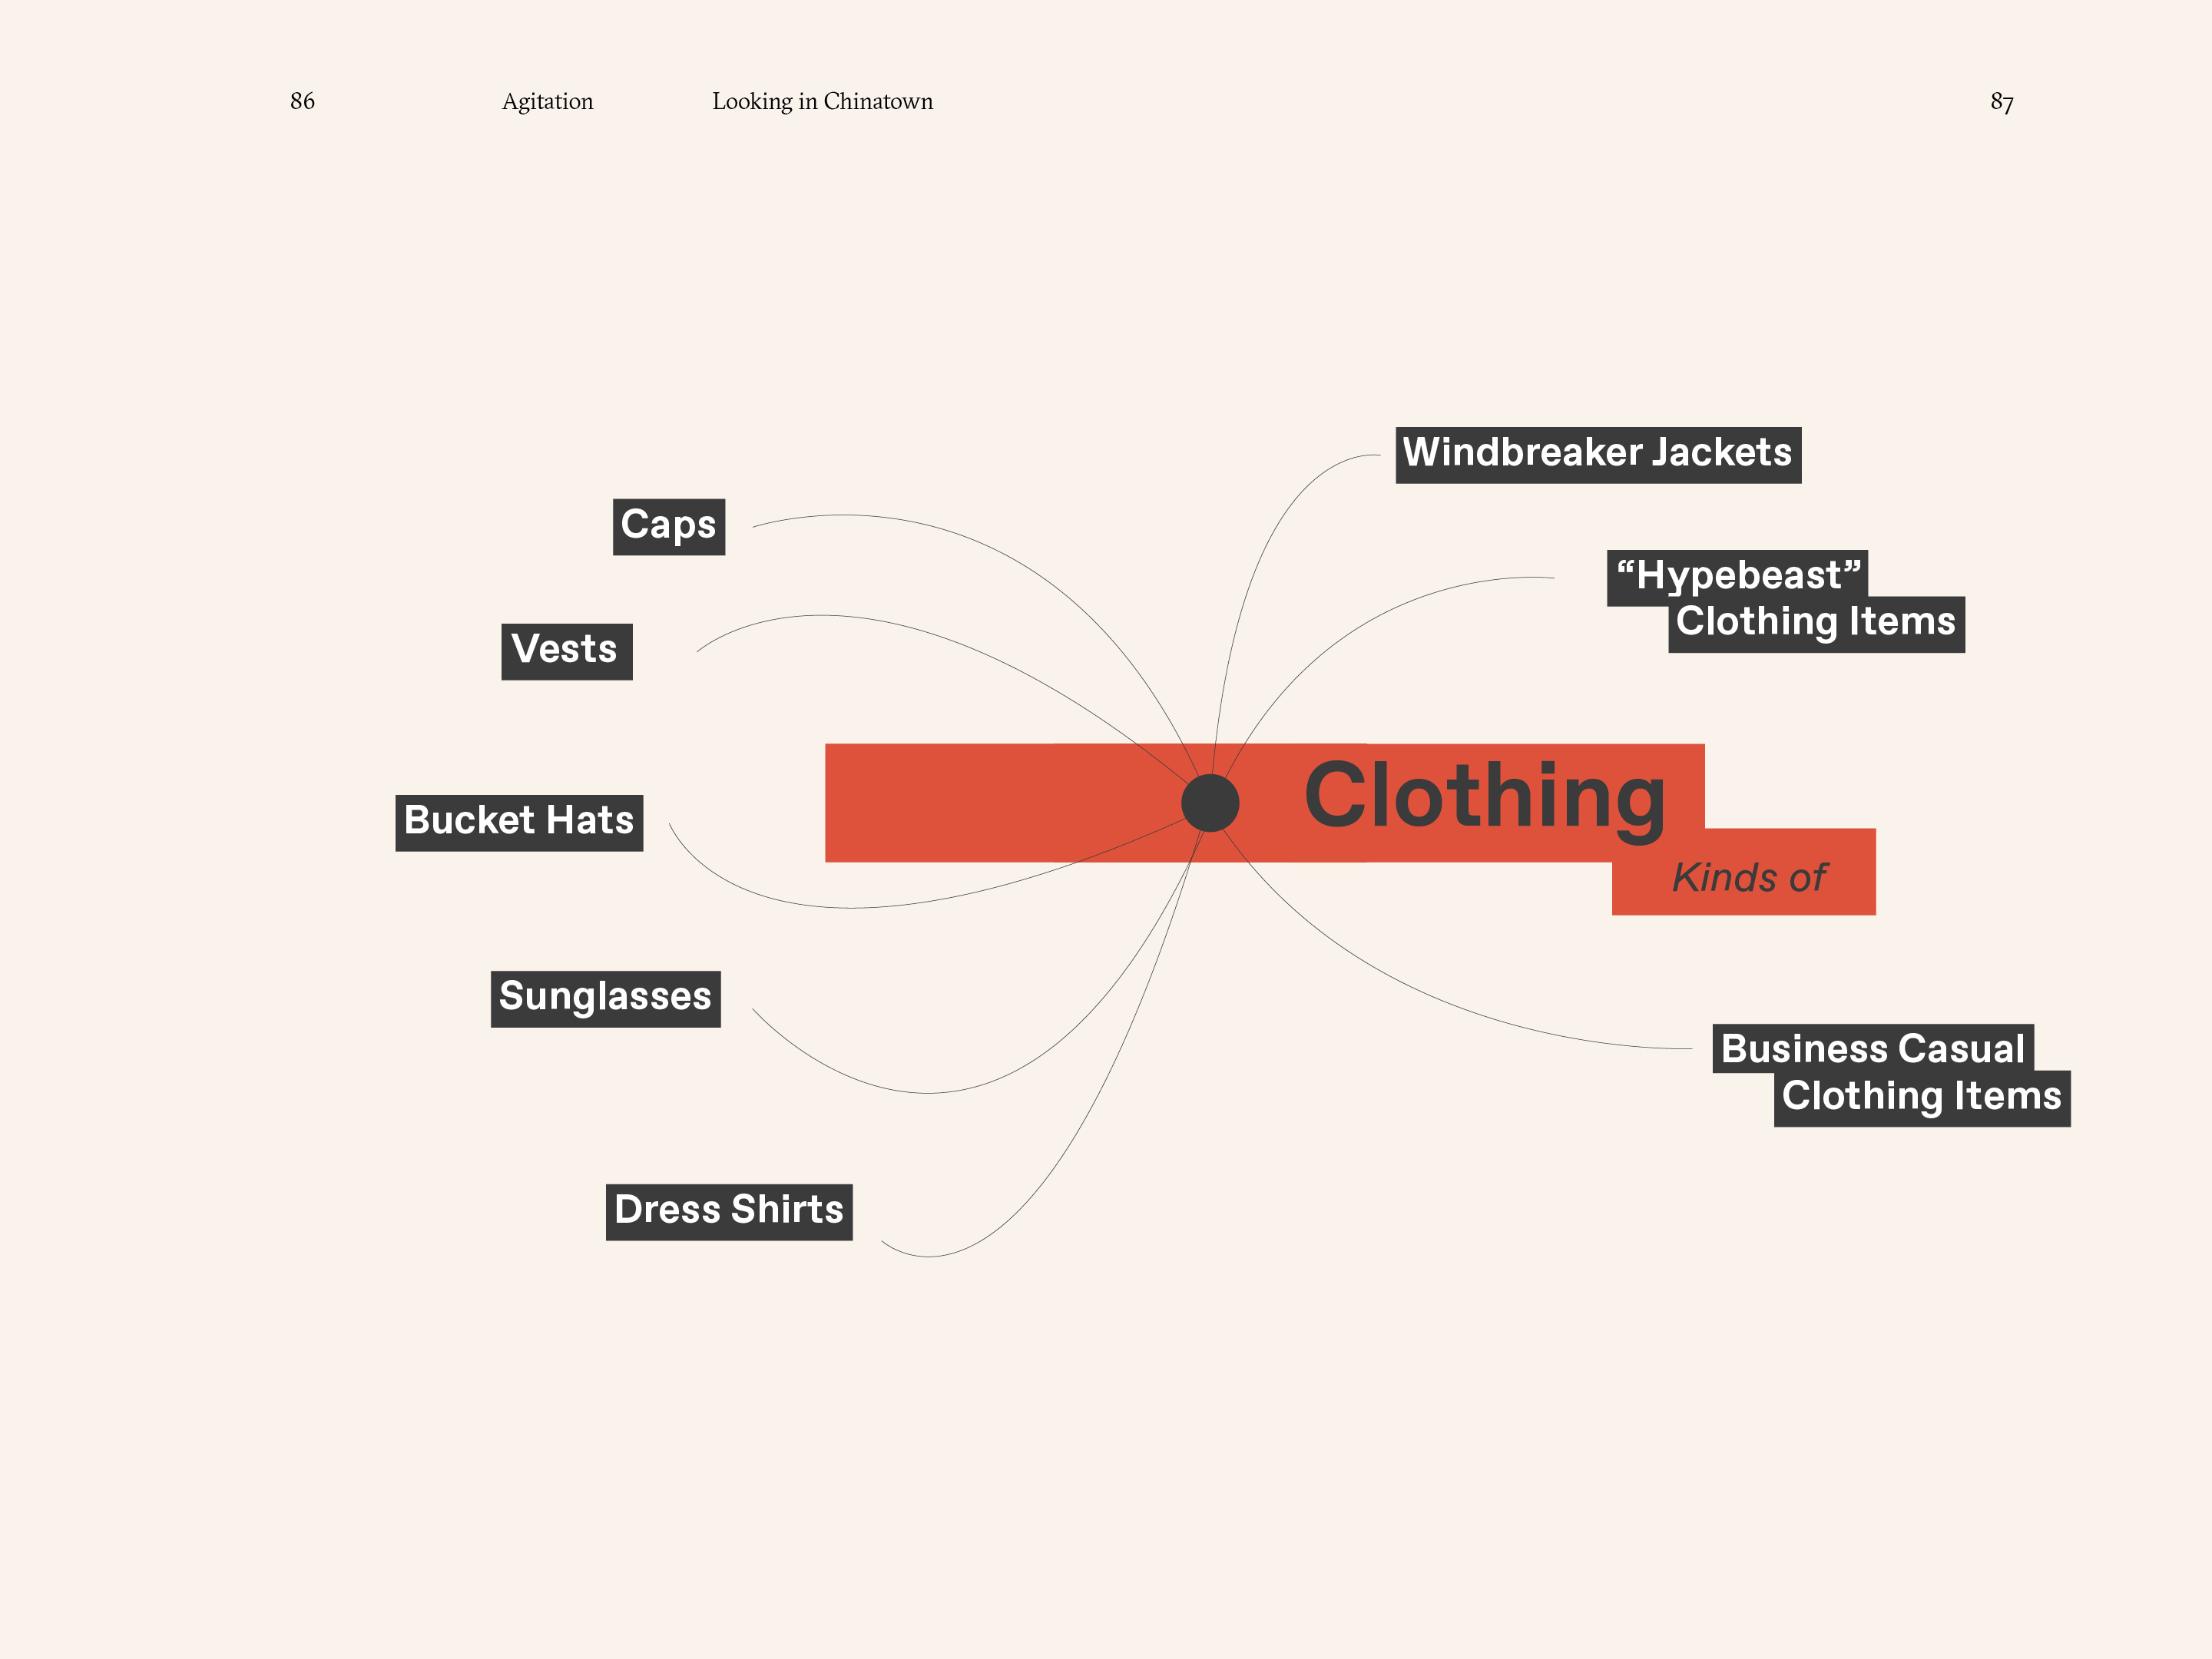 86 Agitation Looking in Chinatown 87
Windbreaker Jackets
Caps
“Hypebeast”
Clothing Items
Vests
Clothing
Kinds of
Bucket Hats
Sunglasses
Business Casual
Clothing Items
Dress Shirts